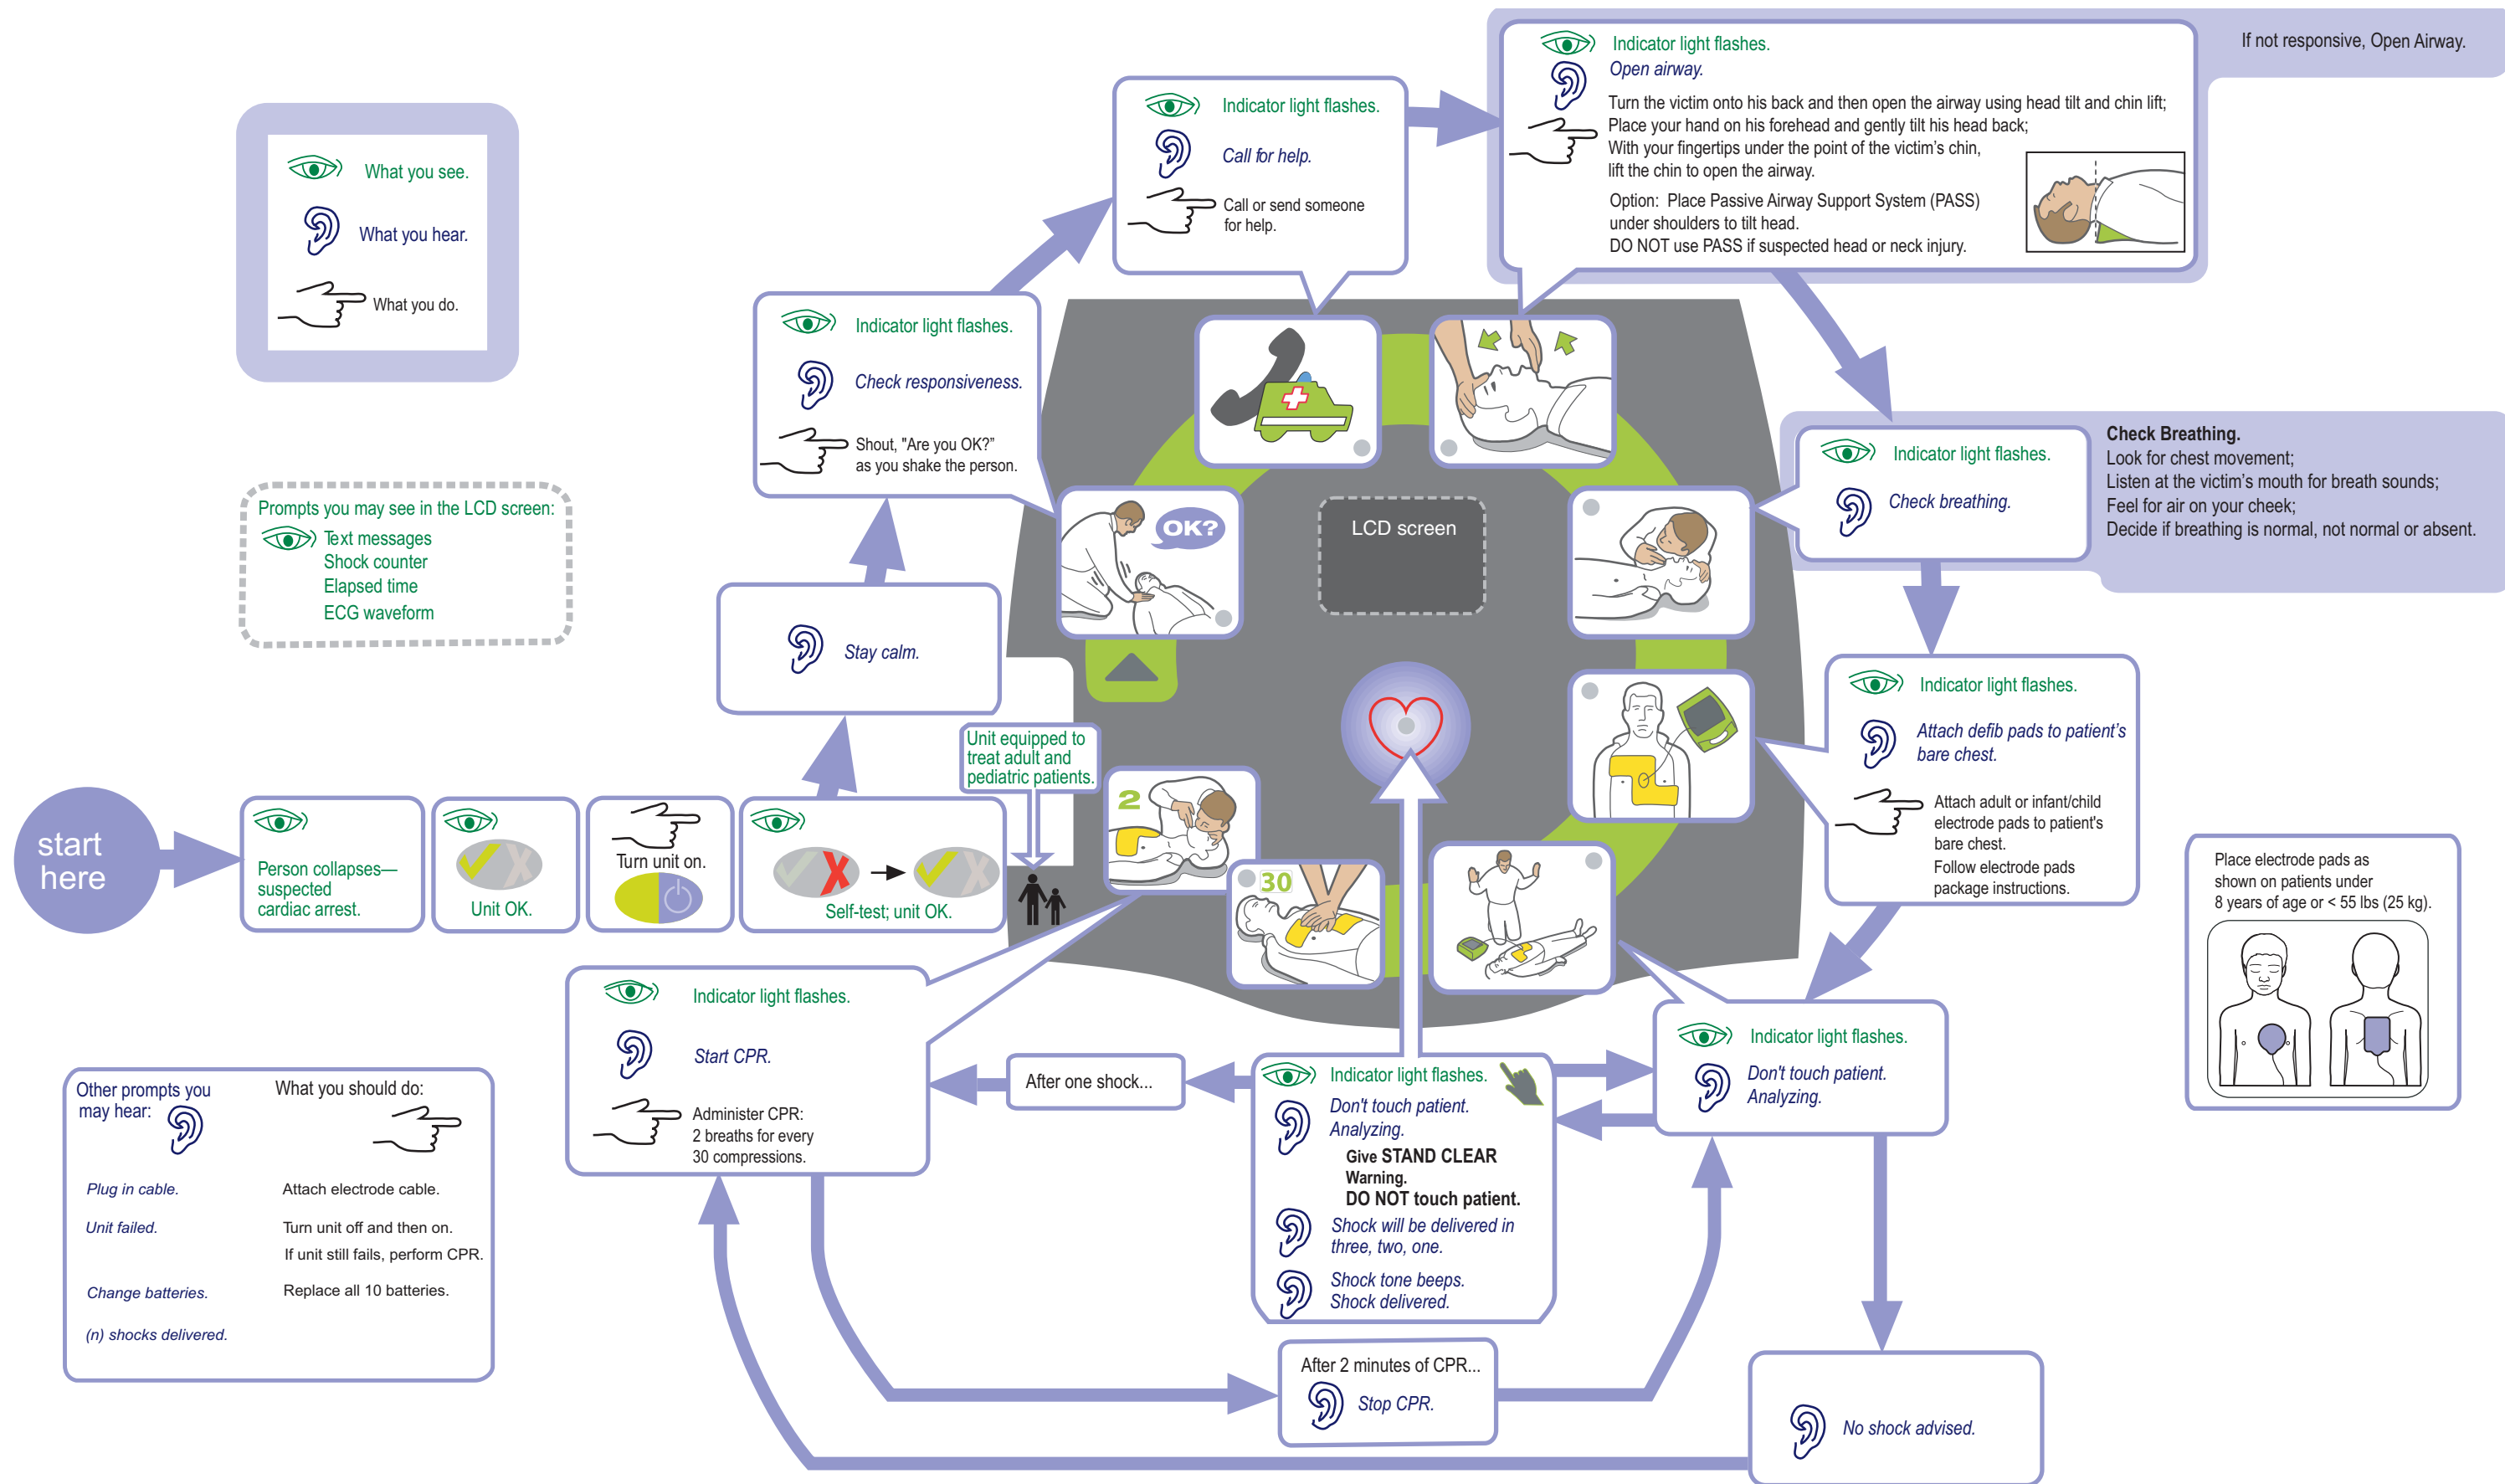 What you see.
What you hear.
What you do.
Prompts you may see in the LCD screen:
Text messages
Shock counter
Elapsed time
ECG waveform
start
here
Person collapses—
suspected
cardiac arrest.
Unit OK.
Turn unit on.
Self-test; unit OK.
Unit equipped to
treat adult and
pediatric patients.
Stay calm.
Indicator light flashes.
Check responsiveness.
Shout, "Are you OK?”
as you shake the person.
OK?
Indicator light flashes.
Call for help.
Call or send someone
for help.
Indicator light flashes.
Open airway.
Turn the victim onto his back and then open the airway using head tilt and chin lift;
Place your hand on his forehead and gently tilt his head back;
With your fingertips under the point of the victim’s chin,
lift the chin to open the airway.
Option: Place Passive Airway Support System (PASS)
under shoulders to tilt head.
DO NOT use PASS if suspected head or neck injury.
If not responsive, Open Airway.
LCD screen
Indicator light flashes.
Check breathing.
Check Breathing.
Look for chest movement;
Listen at the victim’s mouth for breath sounds;
Feel for air on your cheek;
Decide if breathing is normal, not normal or absent.
Indicator light flashes.
Attach defib pads to patient’s
bare chest.
Attach adult or infant/child
electrode pads to patient's
bare chest.
Follow electrode pads
package instructions.
Place electrode pads as
shown on patients under
8 years of age or < 55 lbs (25 kg).
2
30
Indicator light flashes.
Don't touch patient.
Analyzing.
Indicator light flashes.
Don't touch patient.
Analyzing.
Give STAND CLEAR
Warning.
DO NOT touch patient.
Shock will be delivered in
three, two, one.
Shock tone beeps.
Shock delivered.
After one shock...
Indicator light flashes.
Start CPR.
Administer CPR:
2 breaths for every
30 compressions.
After 2 minutes of CPR...
Stop CPR.
No shock advised.
Other prompts you
may hear:
What you should do:
Plug in cable.
Attach electrode cable.
Unit failed.
Turn unit off and then on.
If unit still fails, perform CPR.
Change batteries.
Replace all 10 batteries.
(n) shocks delivered.